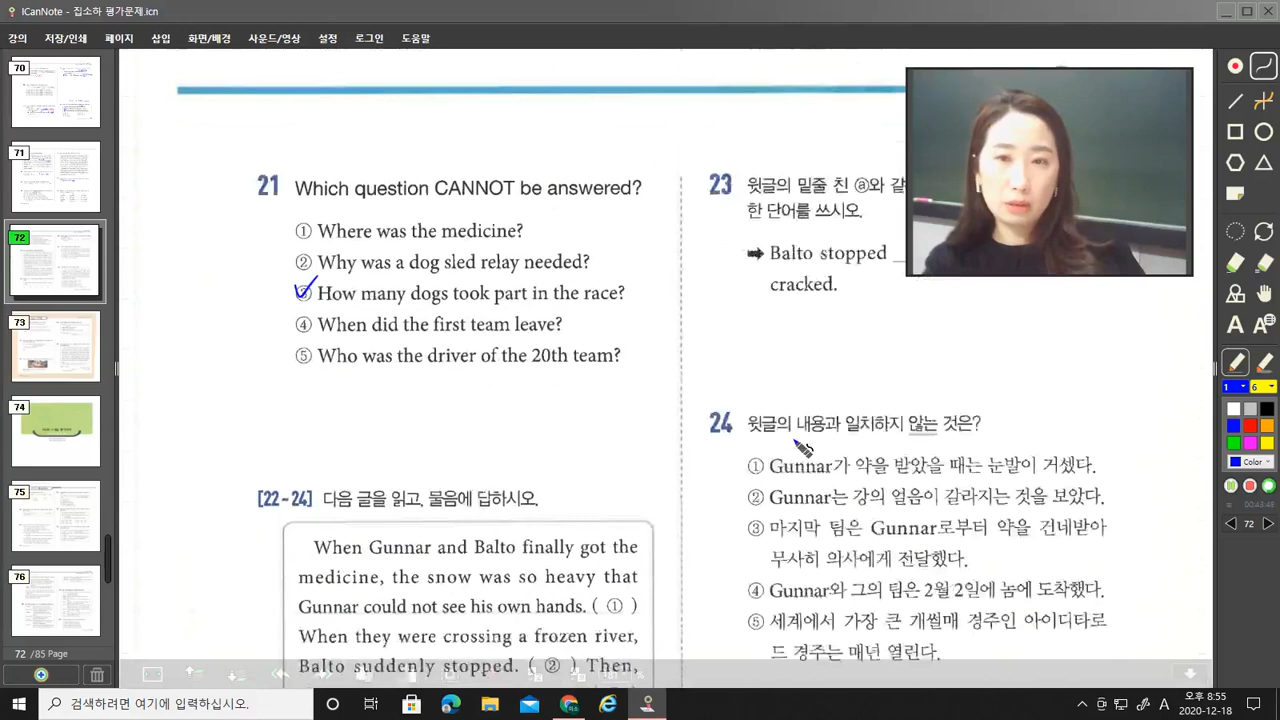 ICanNote - 집소하 평가문제.icn
강의 저장/인쇄 페이지 삽입 화면/배경 사운드/영상 설정 로그인 도움말
70
71
72
73
74
75
76
72 / 85 Page
21 Which question CANNOT be answered?
① Where was the medicine?
② Why was a dog sled relay needed?
③ How many dogs took part in the race?
④ When did the first team leave?
⑤ Who was the driver of the 20th team?
[22-24] 다음 글을 읽고, 물음에 답하시오.
When Gunnar and Balto finally got the
medicine, the snow was so heavy that
Gunnar could not see his own hands. ( ① )
When they were crossing a frozen river,
Balto suddenly stopped. ( ② ) Then,
23 윗글의 밑줄 친 ⓐ와 같
한 단어를 쓰시오.
➡ Balto stopped
cracked.
24 윗글의 내용과 일치하지 않는 것은?
① Gunnar가 약을 받았을 때는 눈발이 거셌다.
② Gunnar는 강의 얼음이 갈라지는 것을 보았다.
③ 마지막 팀은 Gunnar로부터 약을 건네받아
무사히 의사에게 전달했다.
④ Gunnar와 그의 팀은 2월 2일에 놈에 도착했다.
⑤ 세계에서 가장 큰 개썰매 경주인 아이디타로
드 경주는 매년 열린다.
1 6
Color
00:43:48
72
검색하려면 여기에 입력하십시오.
A
오후 8:55
2020-12-18